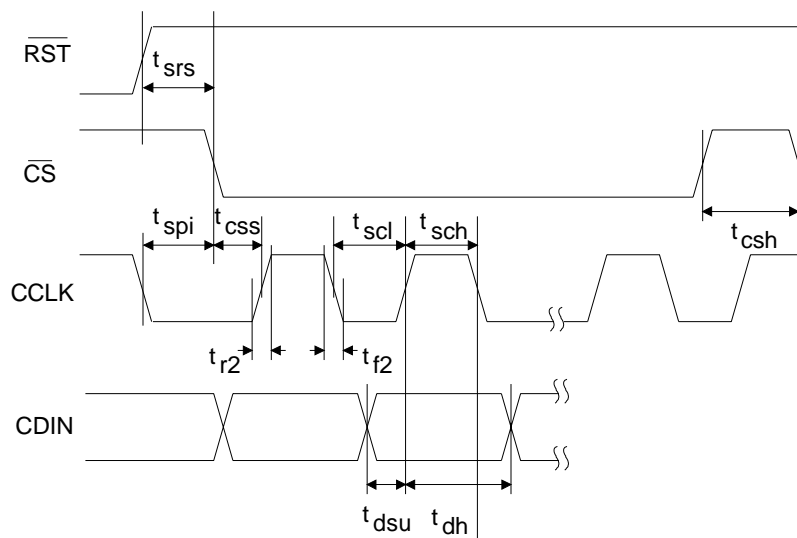 RST
t srs
CS
t spi t css t scl t sch t csh
CCLK
t r2 t f2
CDIN
t dsu t dh